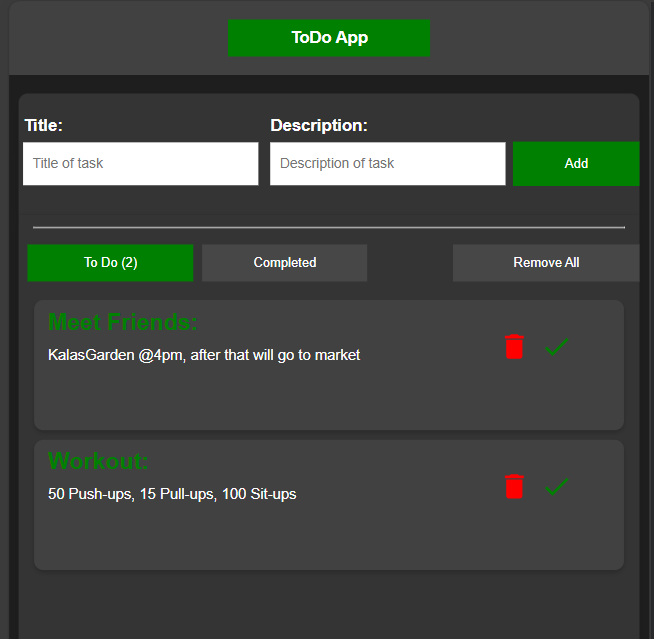 ToDo App
Title: Description:
Title of task Description of task Add
To Do (2) Completed Remove All
Meet Friends:
KalasGarden @4pm, after that will go to market
Workout:
50 Push-ups, 15 Pull-ups, 100 Sit-ups